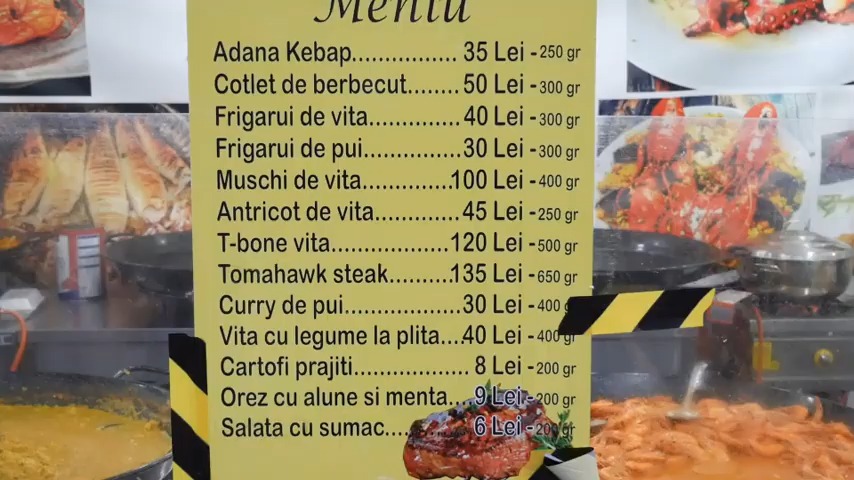 Meniu
Adana Kebap................ 35 Lei - 250 gr
Cotlet de berbecut........ 50 Lei - 300 gr
Frigarui de vita..............40 Lei - 300 gr
Frigarui de pui...............30 Lei - 300 gr
Muschi de vita..............100 Lei - 400 gr
Antricot de vita.............45 Lei - 250 gr
T-bone vita..................120 Lei - 500 gr
Tomahawk steak..........135 Lei - 650 gr
Curry de pui..................30 Lei - 400
Vita cu legume la plita....40 Lei - 400 gr
Cartofi prajiti.................. 8 Lei - 200 gr
Orez cu alune si menta... 9 Lei - 200 gr
Salata cu sumac.... 6 Lei - 200 gr